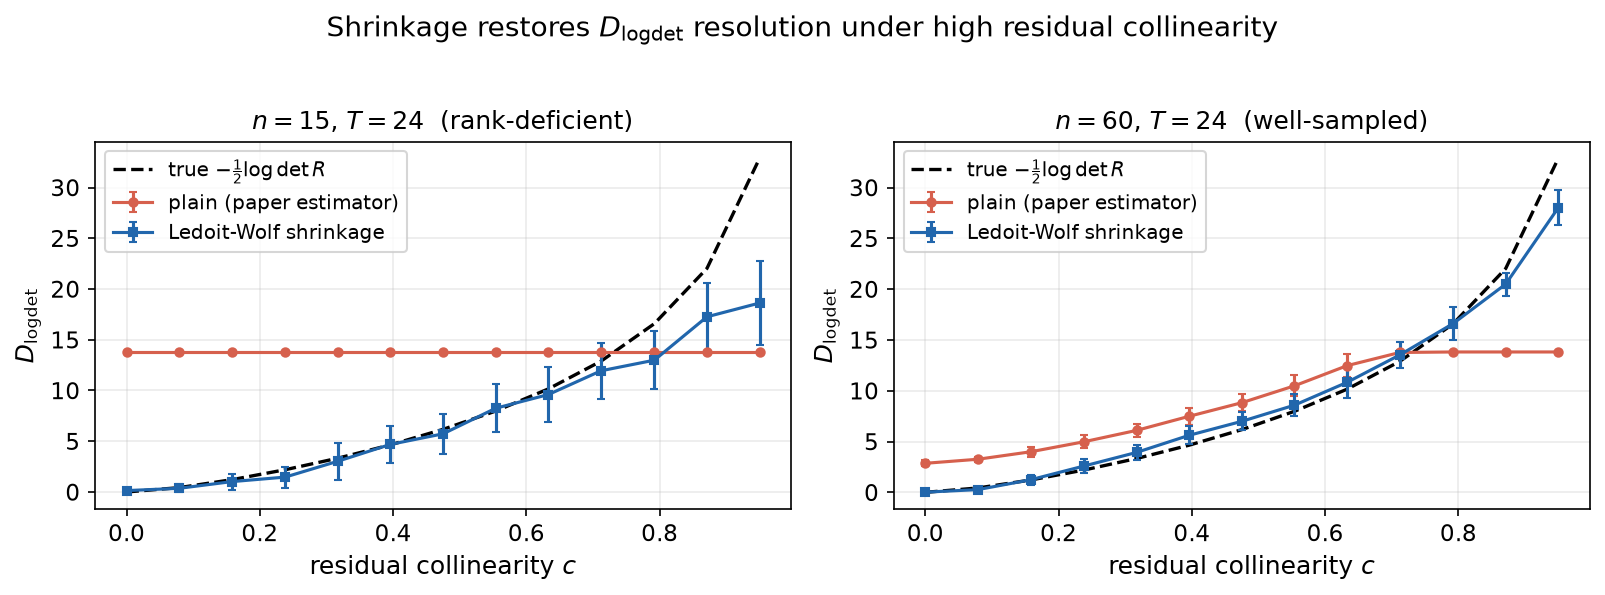 Shrinkage restores D_logdet resolution under high residual collinearity
n = 15, T = 24 (rank-deficient)
true −½ log det R
plain (paper estimator)
Ledoit-Wolf shrinkage
D_logdet
30
25
20
15
10
5
0
0.0 0.2 0.4 0.6 0.8
residual collinearity c
n = 60, T = 24 (well-sampled)
true −½ log det R
plain (paper estimator)
Ledoit-Wolf shrinkage
D_logdet
30
25
20
15
10
5
0
0.0 0.2 0.4 0.6 0.8
residual collinearity c